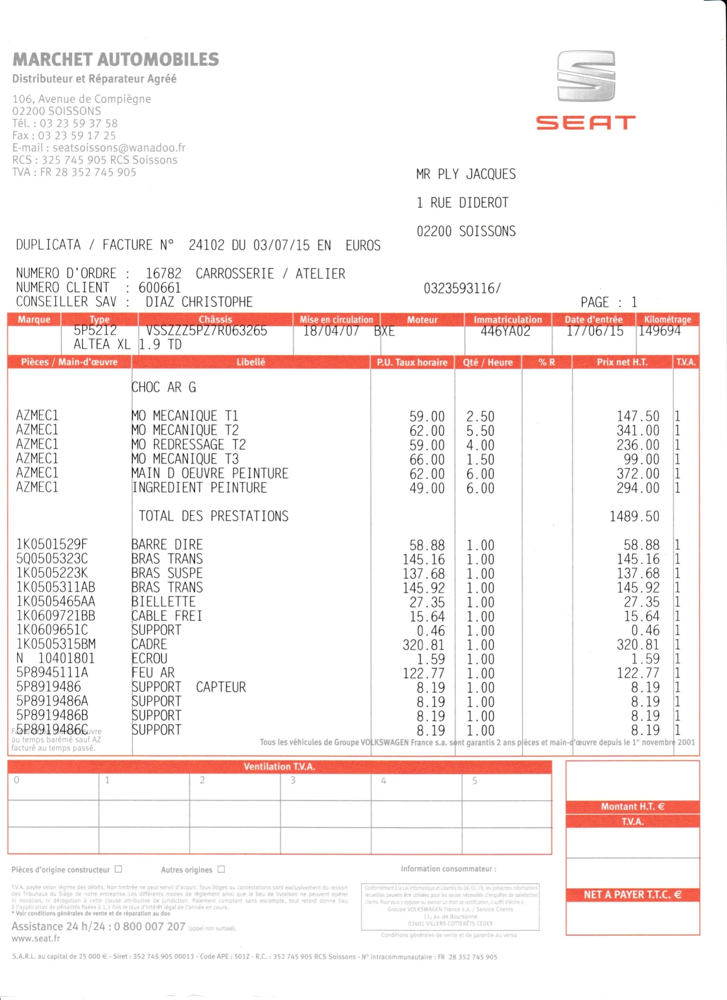 MARCHET AUTOMOBILES
Distributeur et Réparateur Agréé
106, Avenue de Compiègne
02200 SOISSONS
Tél. : 03 23 59 37 58
Fax : 03 23 59 17 25
E-mail : seatsoissons@wanadoo.fr
RCS : 325 745 905 RCS Soissons
TVA : FR 28 352 745 905
SEAT
MR PLY JACQUES
1 RUE DIDEROT
02200 SOISSONS
DUPLICATA / FACTURE N° 24102 DU 03/07/15 EN EUROS
NUMERO D'ORDRE : 16782 CARROSSERIE / ATELIER
NUMERO CLIENT : 600661 0323593116/
CONSEILLER SAV : DIAZ CHRISTOPHE PAGE : 1
Marque Type Châssis Mise en circulation Moteur Immatriculation Date d'entrée Kilométrage
5P5212 VSSZZZ5PZ7R063265 18/04/07 BXE 446YA02 17/06/15 149694
ALTEA XL 1.9 TD
Pièces / Main-d'œuvre Libellé P.U. Taux horaire Qté / Heure % R Prix net H.T. T.V.A.
CHOC AR G
AZMEC1 MO MECANIQUE T1 59.00 2.50 147.50 1
AZMEC1 MO MECANIQUE T2 62.00 5.50 341.00 1
AZMEC1 MO REDRESSAGE T2 59.00 4.00 236.00 1
AZMEC1 MO MECANIQUE T3 66.00 1.50 99.00 1
AZMEC1 MAIN D OEUVRE PEINTURE 62.00 6.00 372.00 1
AZMEC1 INGREDIENT PEINTURE 49.00 6.00 294.00 1
TOTAL DES PRESTATIONS 1489.50
1K0501529F BARRE DIRE 58.88 1.00 58.88 1
5Q0505323C BRAS TRANS 145.16 1.00 145.16 1
1K0505223K BRAS SUSPE 137.68 1.00 137.68 1
1K0505311AB BRAS TRANS 145.92 1.00 145.92 1
1K0505465AA BIELLETTE 27.35 1.00 27.35 1
1K0609721BB CABLE FREI 15.64 1.00 15.64 1
1K0609651C SUPPORT 0.46 1.00 0.46 1
1K0505315BM CADRE 320.81 1.00 320.81 1
N 10401801 ECROU 1.59 1.00 1.59 1
5P8945111A FEU AR 122.77 1.00 122.77 1
5P8919486 SUPPORT CAPTEUR 8.19 1.00 8.19 1
5P8919486A SUPPORT 8.19 1.00 8.19 1
5P8919486B SUPPORT 8.19 1.00 8.19 1
5P8919486C SUPPORT 8.19 1.00 8.19 1
Facturation main-d'œuvre
au temps barémé sauf AZ
facturé au temps passé.
Tous les véhicules de Groupe VOLKSWAGEN France s.a. sont garantis 2 ans pièces et main-d'œuvre depuis le 1er novembre 2001
Ventilation T.V.A.
0 1 2 3 4 5
Montant H.T. €
T.V.A.
NET A PAYER T.T.C. €
Pièces d'origine constructeur ☐ Autres origines ☐
Information consommateur :
T.V.A. payée selon régime des débits. Non timbrée ne peut servir d'acquit. Tous litiges ou contestations sont exclusivement du ressort
des Tribunaux du Siège de notre entreprise. Les différents modes de règlement ainsi que le lieu de livraison ne peuvent opérer
ni novation, ni dérogation à cette clause attributive de juridiction. Paiement comptant sans escompte, tout retard donne lieu
à l'application de pénalités fixées à 1,5 fois le taux d'intérêt légal de l'année en cours.
* Voir conditions générales de vente et de réparation au dos
Assistance 24 h/24 : 0 800 007 207 (appel non surtaxé).
www.seat.fr
Conformément à la Loi informatique et Libertés du 06/01/78, les présentes informations
recueillies peuvent être utilisées pour les seules nécessités d'enquêtes de satisfaction
clients. Pour vous y opposer ou exercer un droit de rectification, il suffit d'écrire à :
Groupe VOLKSWAGEN France s.a. / Service Clients
11, av. de Boursonne
02601 VILLERS-COTTERÊTS CEDEX
Conditions générales de vente et de garantie au verso
S.A.R.L. au capital de 25 000 € - Siret : 352 745 905 00013 - Code APE : 501Z - R.C. : 352 745 905 RCS Soissons - N° intracommunautaire : FR 28 352 745 905